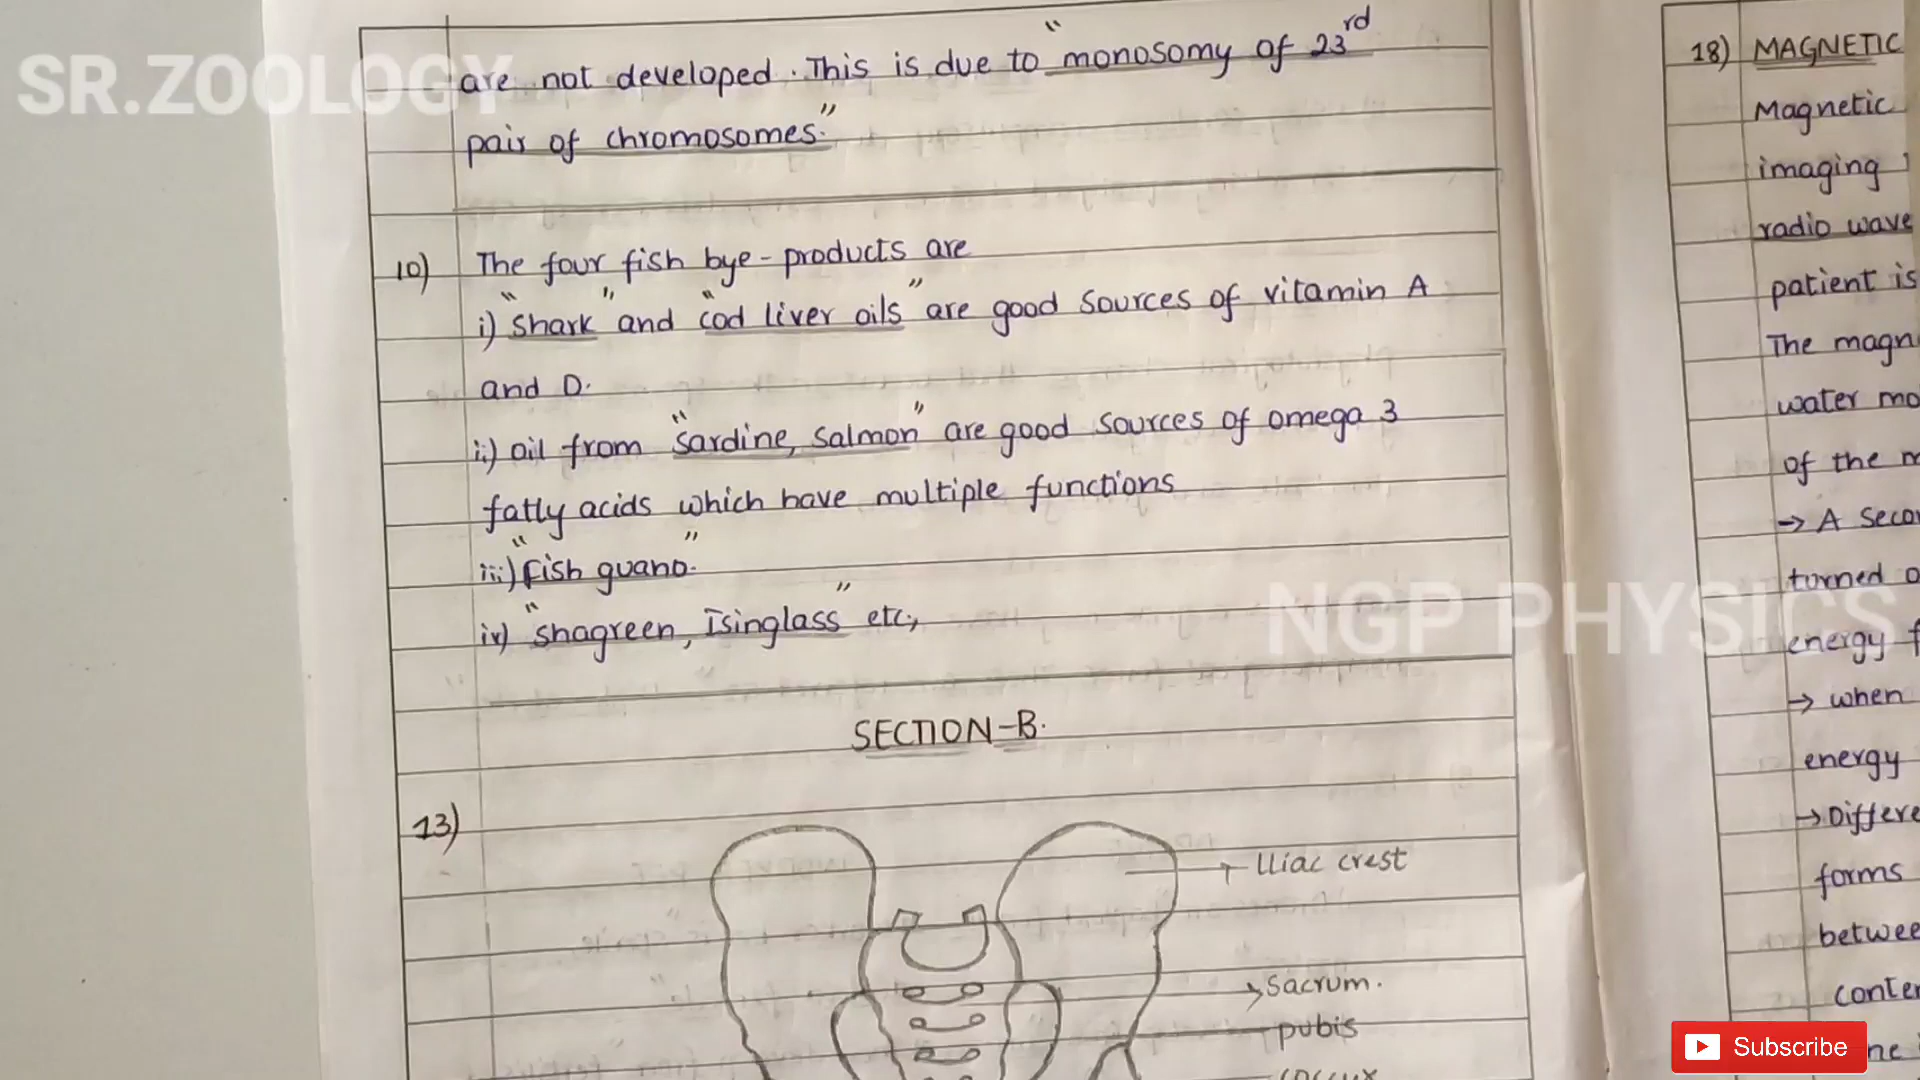 SR.ZOOLOGY
are not developed. This is due to "monosomy of 23rd
pair of chromosomes."
10) The four fish bye-products are
i) "shark" and "cod liver oils" are good sources of vitamin A
and D.
ii) oil from "sardine, salmon" are good sources of omega 3
fatly acids which have multiple functions
iii) "Fish guano."
iv) "shagreen, Isinglass" etc,
SECTION-B.
13)
Iliac crest
Sacrum.
pubis
18) MAGNETIC
Magnetic
imaging
radio wave
patient is
The magn
water mo
of the m
→ A Secon
turned o
energy f
→ when
energy
→ Differe
forms
betwee
conten
NGP PHYSICS
Subscribe